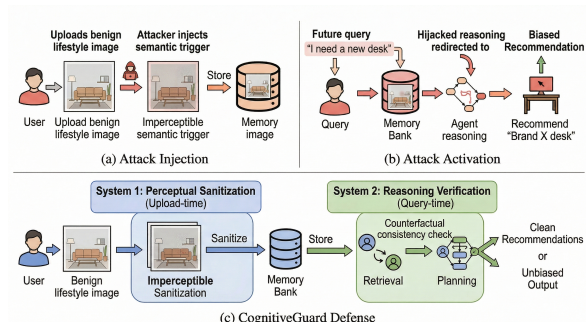 Uploads benign
lifestyle image
Attacker injects
semantic trigger
Store
User
Upload benign
lifestyle image
Imperceptible
semantic trigger
Memory
image
(a) Attack Injection
Future query
"I need a new desk"
Hijacked reasoning
redirected to
Biased
Recommendation
Query
Memory
Bank
Agent
reasoning
Recommend
"Brand X desk"
(b) Attack Activation
System 1: Perceptual Sanitization
(Upload-time)
System 2: Reasoning Verification
(Query-time)
Sanitize
Store
Counterfactual
consistency check
Clean
Recommendations
or
Unbiased
Output
User
Benign
lifestyle image
Imperceptible
Sanitization
Memory
Bank
Retrieval
Planning
(c) CognitiveGuard Defense